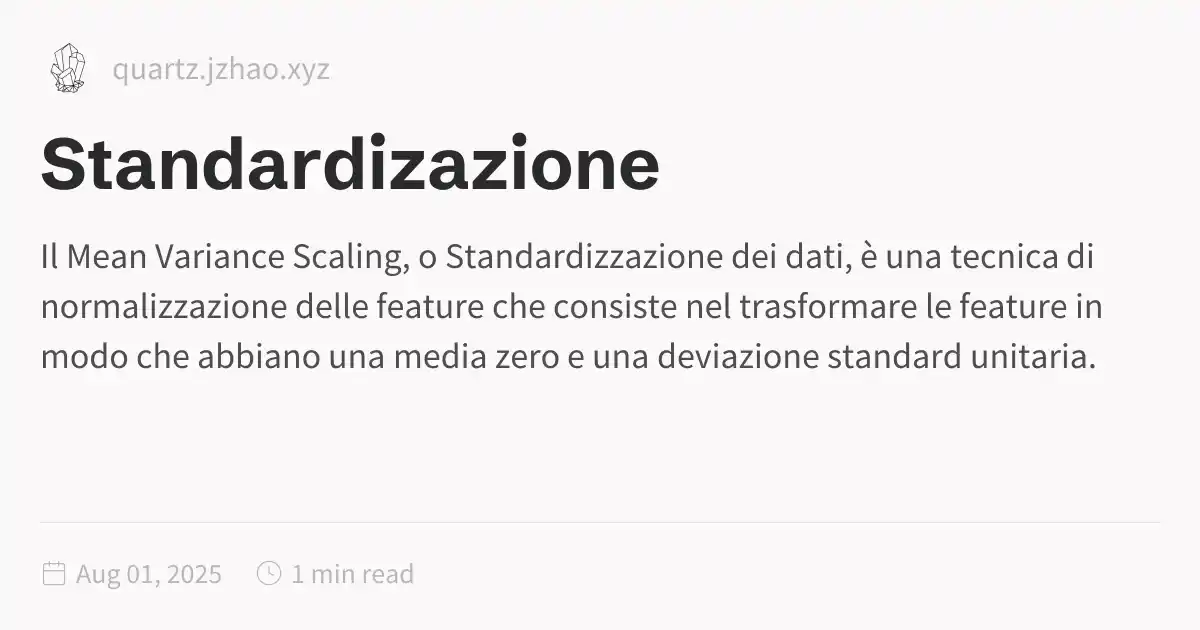 quartz.jzhao.xyz
Standardizazione
Il Mean Variance Scaling, o Standardizzazione dei dati, è una tecnica di
normalizzazione delle feature che consiste nel trasformare le feature in
modo che abbiano una media zero e una deviazione standard unitaria.
Aug 01, 2025 1 min read